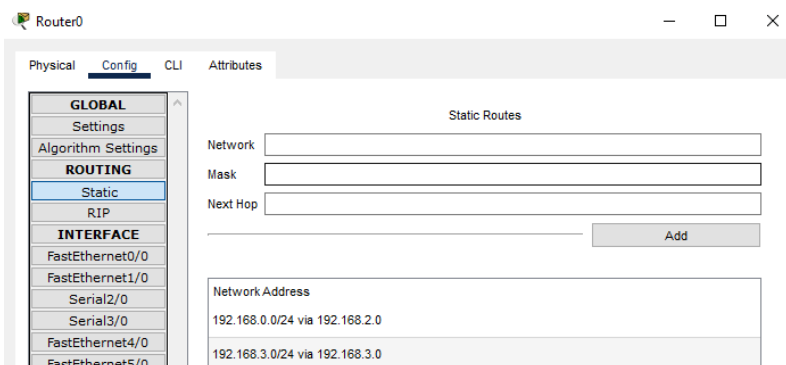 Router0
Physical Config CLI Attributes
GLOBAL
Settings
Algorithm Settings
ROUTING
Static
RIP
INTERFACE
FastEthernet0/0
FastEthernet1/0
Serial2/0
Serial3/0
FastEthernet4/0
FastEthernet5/0
Static Routes
Network
Mask
Next Hop
Add
Network Address
192.168.0.0/24 via 192.168.2.0
192.168.3.0/24 via 192.168.3.0